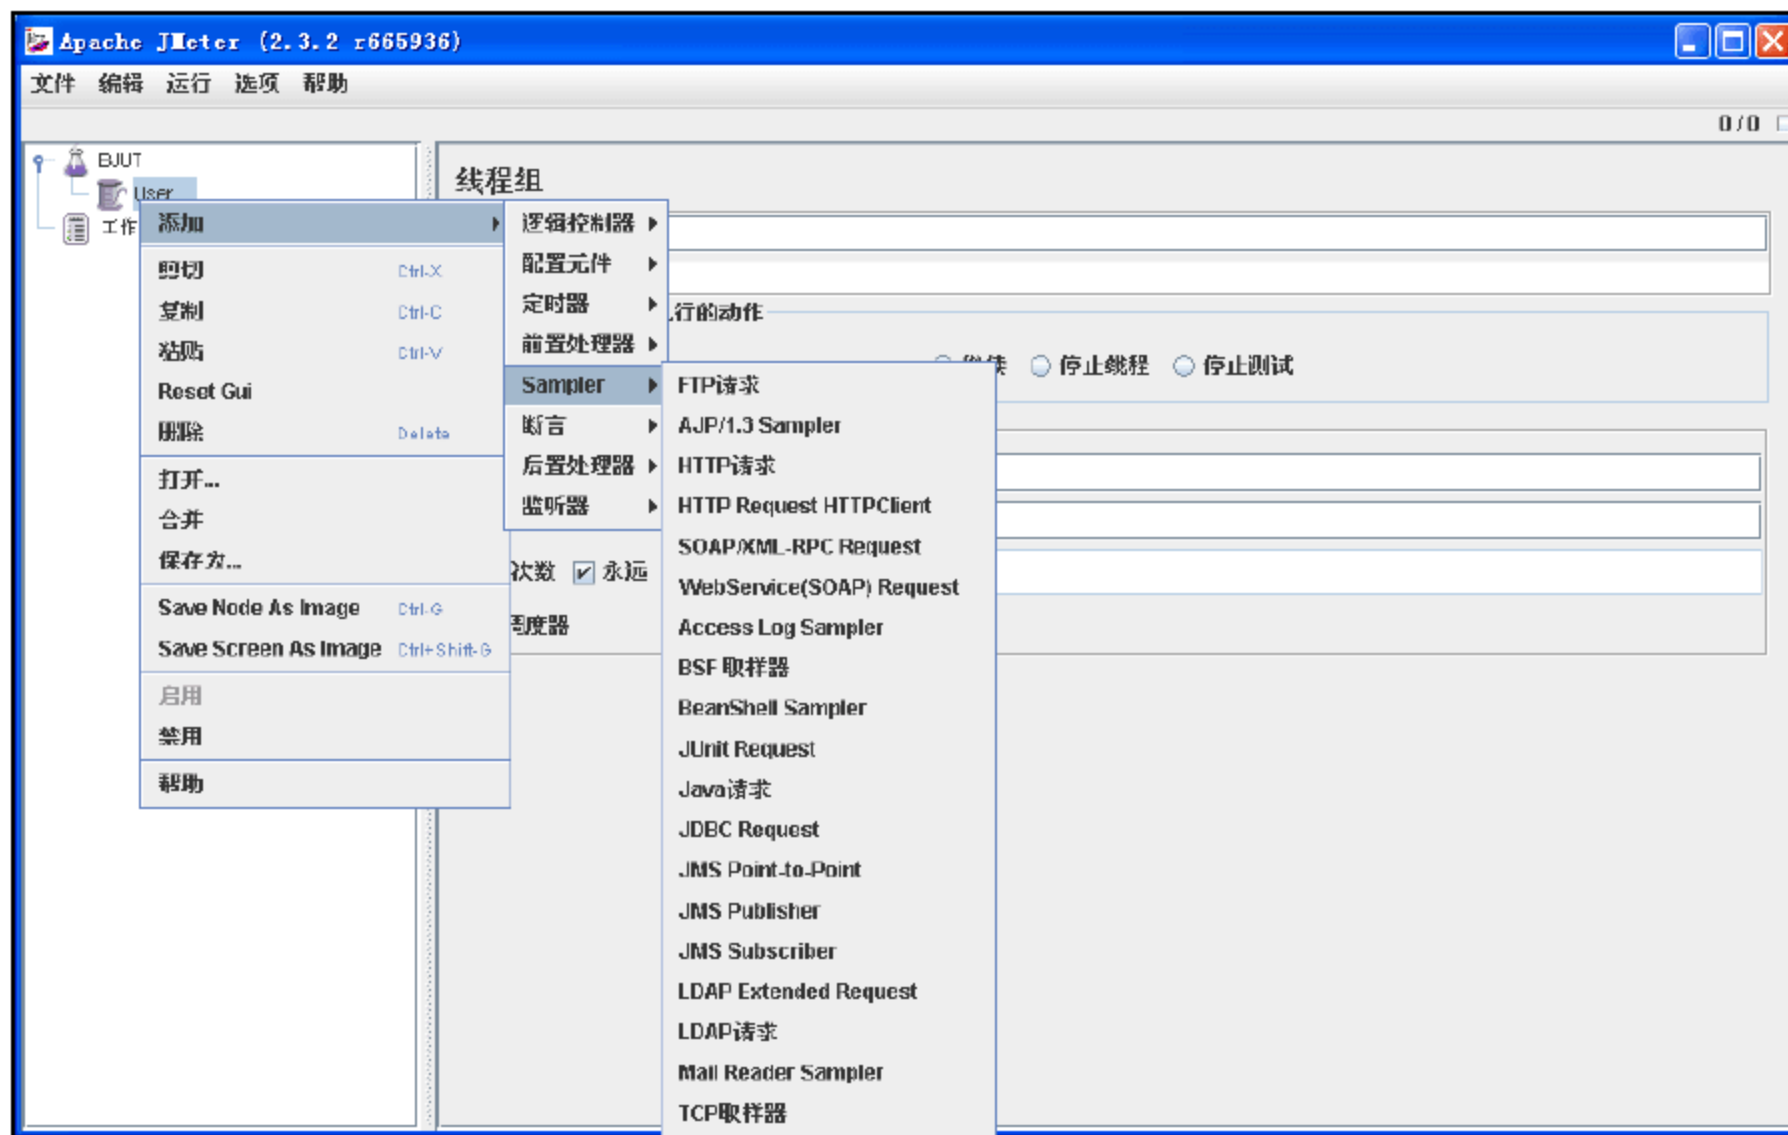 Apache JMeter (2.3.2 r665936)
文件 编辑 运行 选项 帮助
0/0
BJUT
User
工作
线程组
添加
剪切 Ctrl-X
复制 Ctrl-C
粘贴 Ctrl-V
Reset Gui
删除 Delete
打开...
合并
保存为...
Save Node As Image Ctrl-G
Save Screen As Image Ctrl+Shift-G
启用
禁用
帮助
逻辑控制器
配置元件
定时器
前置处理器
Sampler
断言
后置处理器
监听器
行的动作
继续 停止线程 停止测试
次数 永远
调度器
FTP请求
AJP/1.3 Sampler
HTTP请求
HTTP Request HTTPClient
SOAP/XML-RPC Request
WebService(SOAP) Request
Access Log Sampler
BSF 取样器
BeanShell Sampler
JUnit Request
Java请求
JDBC Request
JMS Point-to-Point
JMS Publisher
JMS Subscriber
LDAP Extended Request
LDAP请求
Mail Reader Sampler
TCP取样器